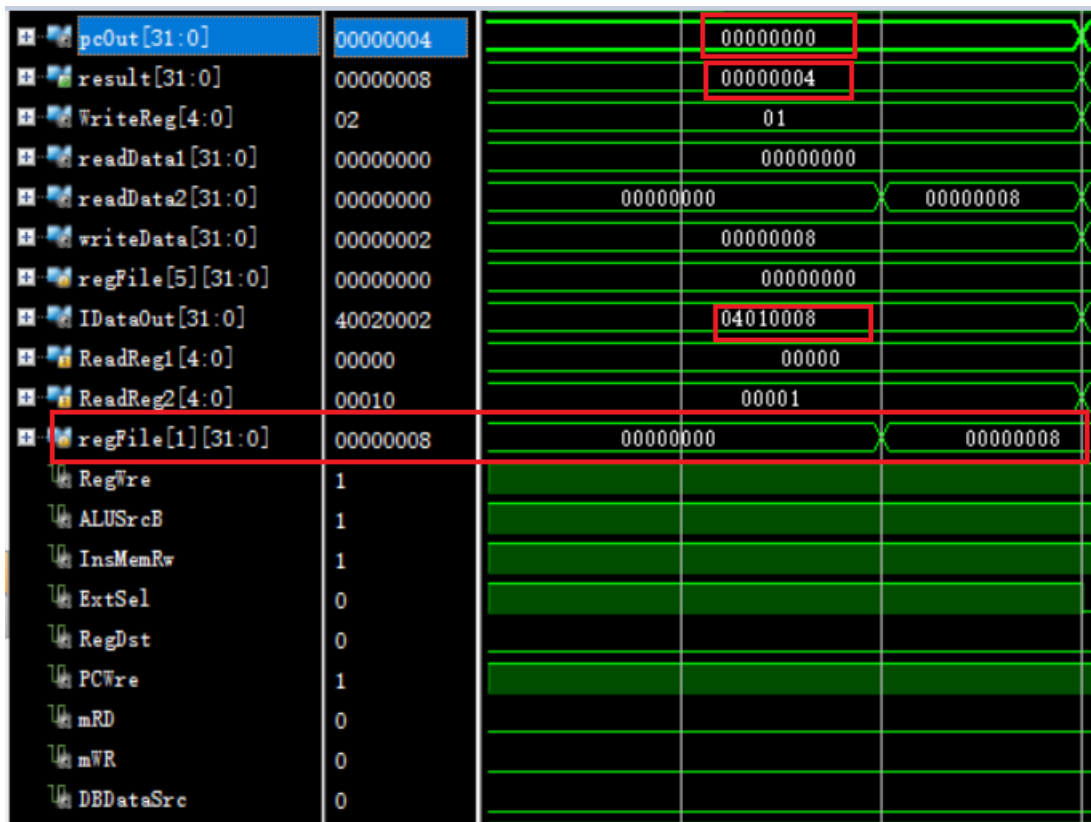 pcOut[31:0] 00000004 00000000
result[31:0] 00000008 00000004
WriteReg[4:0] 02 01
readData1[31:0] 00000000 00000000
readData2[31:0] 00000000 00000000 00000008
writeData[31:0] 00000002 00000008
regFile[5][31:0] 00000000 00000000
IDataOut[31:0] 40020002 04010008
ReadReg1[4:0] 00000 00000
ReadReg2[4:0] 00010 00001
regFile[1][31:0] 00000008 00000000 00000008
RegWre 1
ALUSrcB 1
InsMemRw 1
ExtSel 0
RegDst 0
PCWre 1
mRD 0
mWR 0
DBDataSrc 0